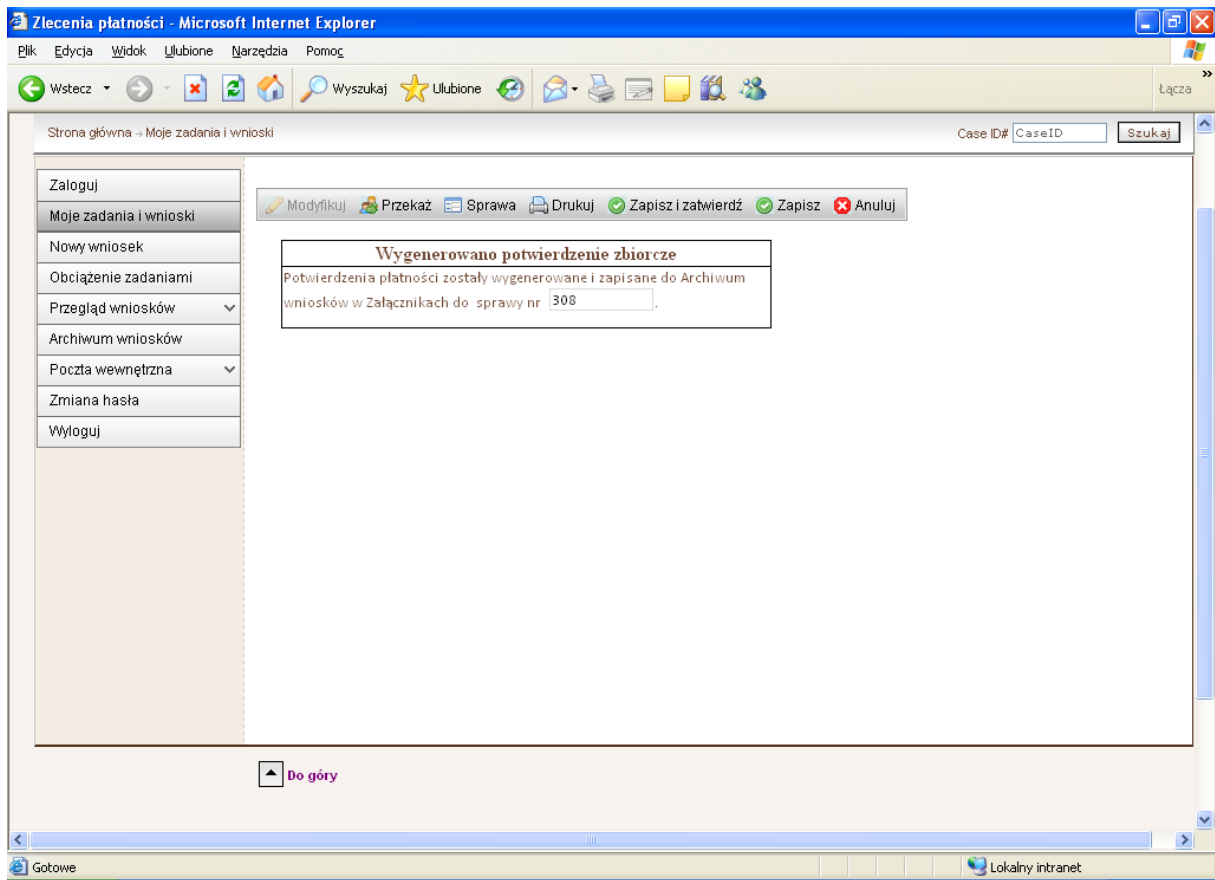 Zlecenia płatności - Microsoft Internet Explorer
Plik Edycja Widok Ulubione Narzędzia Pomoc
Wstecz Wyszukaj Ulubione Łącza
Strona główna → Moje zadania i wnioski Case ID# CaseID Szukaj
Zaloguj
Moje zadania i wnioski
Nowy wniosek
Obciążenie zadaniami
Przegląd wniosków
Archiwum wniosków
Poczta wewnętrzna
Zmiana hasła
Wyloguj
Modyfikuj Przekaż Sprawa Drukuj Zapisz i zatwierdź Zapisz Anuluj
Wygenerowano potwierdzenie zbiorcze
Potwierdzenia płatności zostały wygenerowane i zapisane do Archiwum
wniosków w Załącznikach do sprawy nr 308 .
Do góry
Gotowe Lokalny intranet